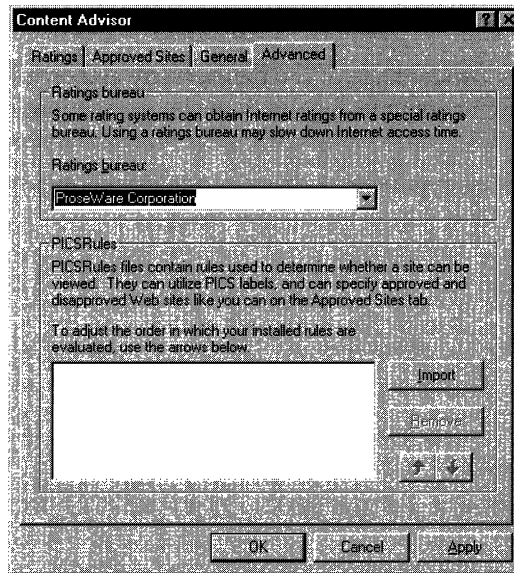 Content Advisor
Ratings Approved Sites General Advanced
Ratings bureau
Some rating systems can obtain Internet ratings from a special ratings
bureau. Using a ratings bureau may slow down Internet access time.
Ratings bureau:
ProseWare Corporation
PICSRules
PICSRules files contain rules used to determine whether a site can be
viewed. They can utilize PICS labels, and can specify approved and
disapproved Web sites like you can on the Approved Sites tab.
To adjust the order in which your installed rules are
evaluated, use the arrows below.
Import
Remove
OK Cancel Apply